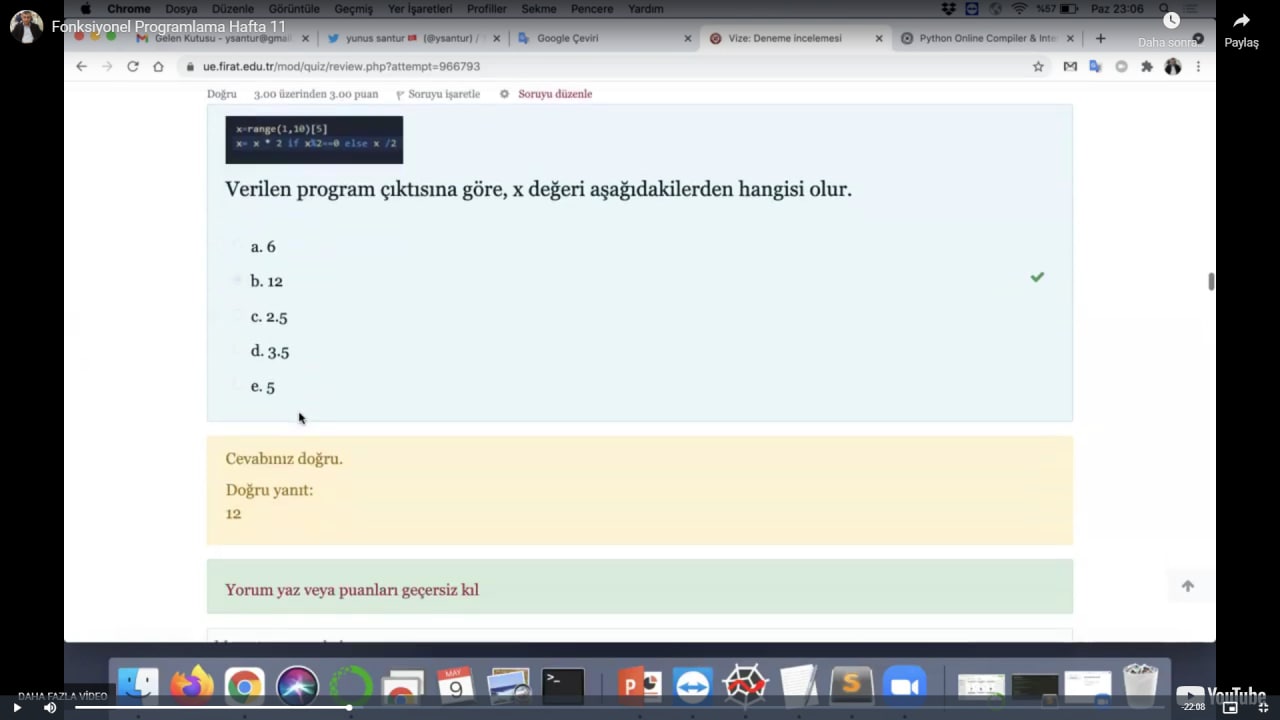 Chrome Dosya Düzenle Görüntüle Geçmiş Yer İşaretleri Profiller Sekme Pencere Yardım %57 Paz 23:06
Fonksiyonel Programlama Hafta 11
Daha sonra...
Paylaş
Gelen Kutusu - ysantur@gmai
yunus santur (@ysantur) /
Google Çeviri
Vize: Deneme incelemesi
Python Online Compiler & Inte
ue.firat.edu.tr/mod/quiz/review.php?attempt=966793
Doğru 3.00 üzerinden 3.00 puan Soruyu işaretle Soruyu düzenle
x=range(1,10)[5]
x= x * 2 if x%2==0 else x /2
Verilen program çıktısına göre, x değeri aşağıdakilerden hangisi olur.
a. 6
b. 12
c. 2.5
d. 3.5
e. 5
Cevabınız doğru.
Doğru yanıt:
12
Yorum yaz veya puanları geçersiz kıl
MAY
9
DAHA FAZLA VİDEO
YouTube
-22:08